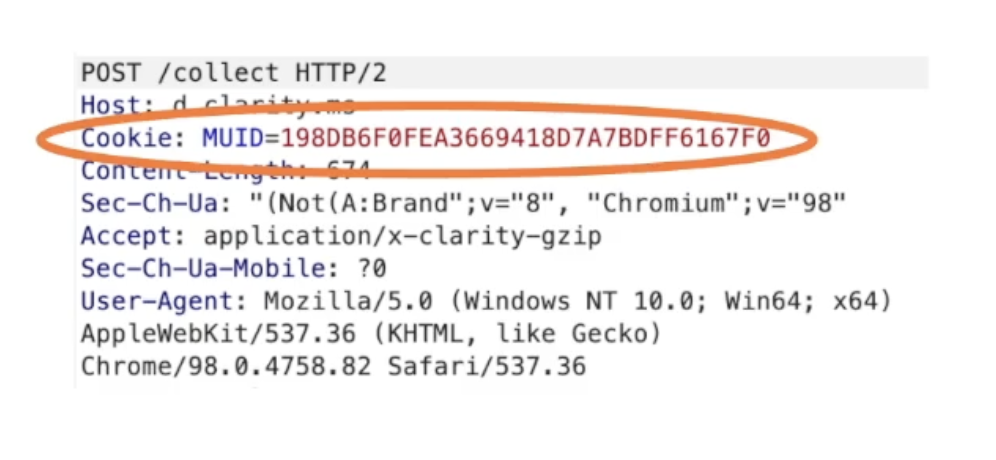 POST /collect HTTP/2
Host: d.clarity.ms
Cookie: MUID=198DB6F0FEA3669418D7A7BDFF6167F0
Content-Length: 674
Sec-Ch-Ua: "(Not(A:Brand";v="8", "Chromium";v="98"
Accept: application/x-clarity-gzip
Sec-Ch-Ua-Mobile: ?0
User-Agent: Mozilla/5.0 (Windows NT 10.0; Win64; x64)
AppleWebKit/537.36 (KHTML, like Gecko)
Chrome/98.0.4758.82 Safari/537.36